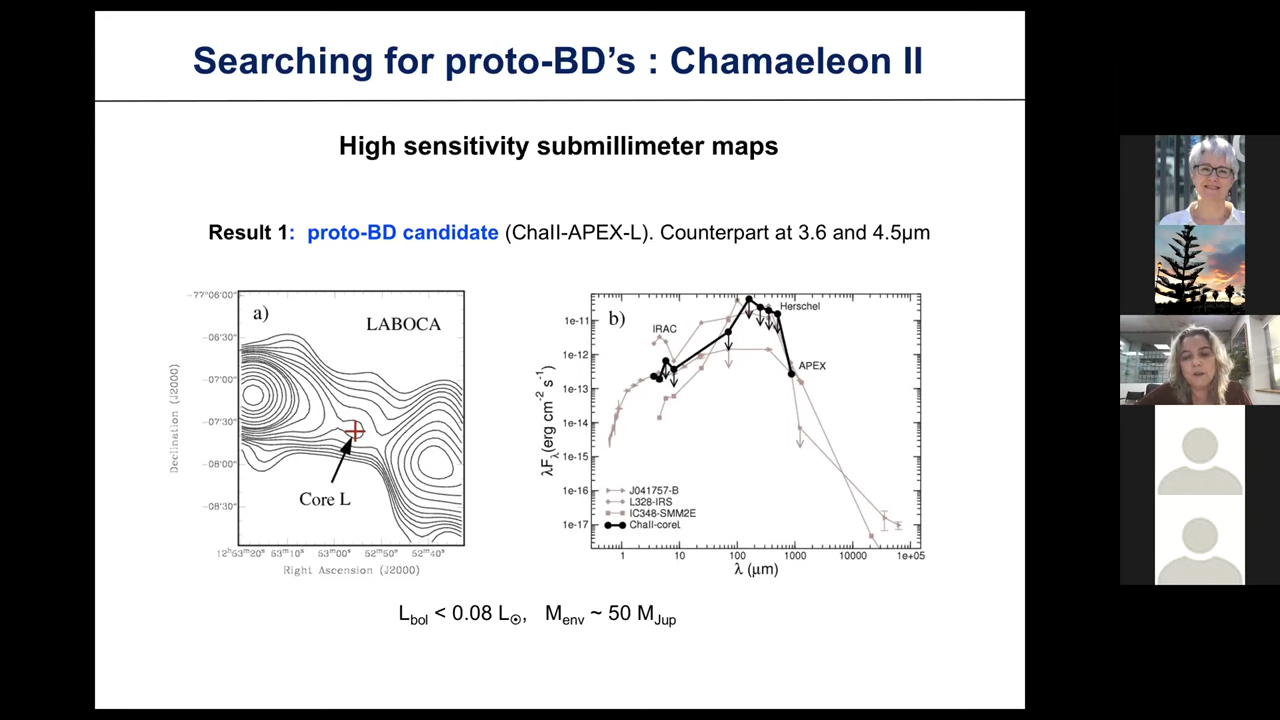 Searching for proto-BD's : Chamaeleon II
High sensitivity submillimeter maps
Result 1: proto-BD candidate (ChaII-APEX-L). Counterpart at 3.6 and 4.5µm
a)
LABOCA
Core L
-77°06'00"
-06'30"
-07'00"
-07'30"
-08'00"
-08'30"
Declination (J2000)
12ʰ53ᵐ20ˢ 53ᵐ10ˢ 53ᵐ00ˢ 52ᵐ50ˢ 52ᵐ40ˢ
Right Ascension (J2000)
b)
IRAC
Herschel
APEX
1e-11
1e-12
1e-13
1e-14
1e-15
1e-16
1e-17
λFλ(erg cm⁻² s⁻¹)
J041757-B
L328-IRS
IC348-SMM2E
ChaII-coreL
1 10 100 1000 10000 1e+05
λ (µm)
L_bol < 0.08 L⊙, M_env ~ 50 M_Jup